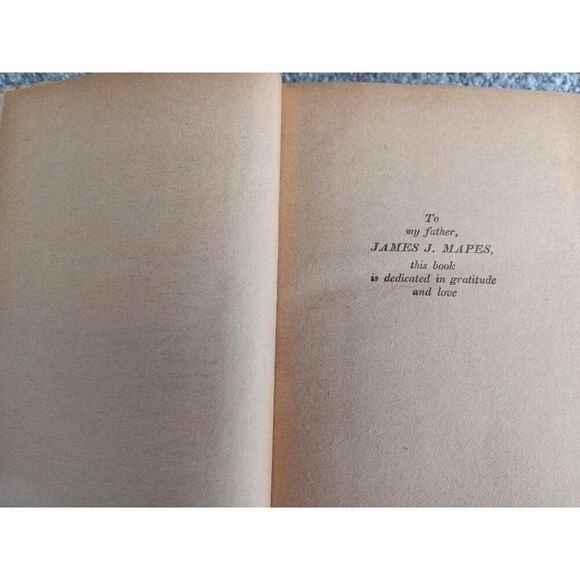 To
my father,
JAMES J. MAPES,
this book
is dedicated in gratitude
and love